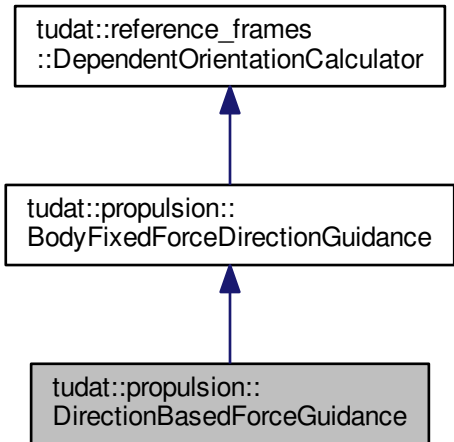 tudat::reference_frames
::DependentOrientationCalculator
tudat::propulsion::
BodyFixedForceDirectionGuidance
tudat::propulsion::
DirectionBasedForceGuidance